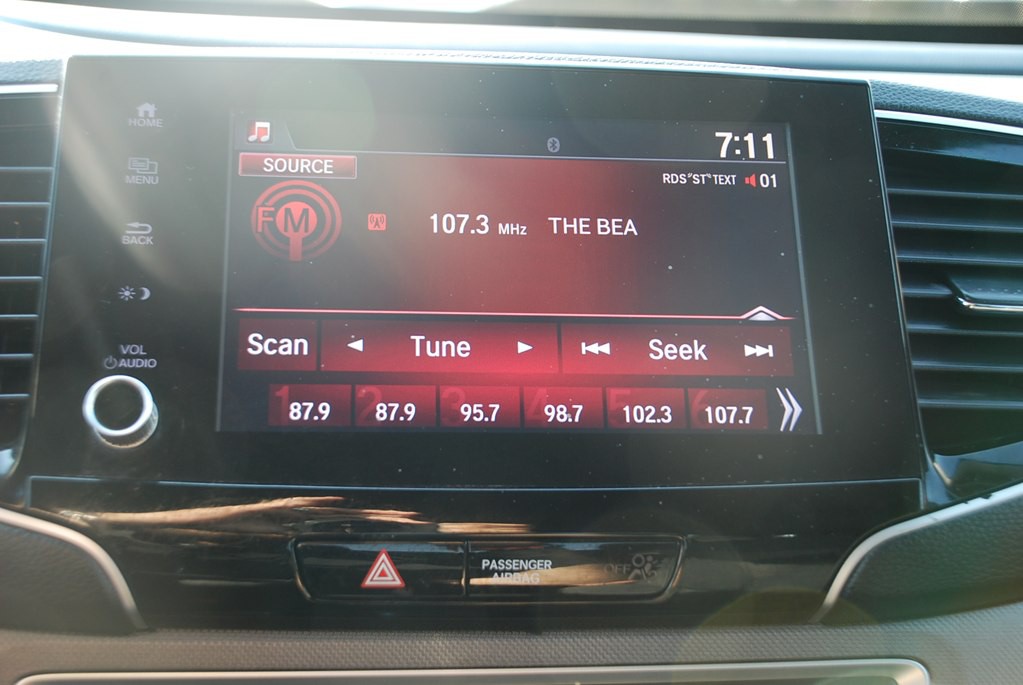 HOME
MENU
BACK
VOL
AUDIO
7:11
SOURCE
RDS "ST" TEXT 01
FM
107.3 MHz THE BEA
Scan Tune Seek
1 2 3 4 5 6
87.9 87.9 95.7 98.7 102.3 107.7
PASSENGER
AIRBAG
OFF